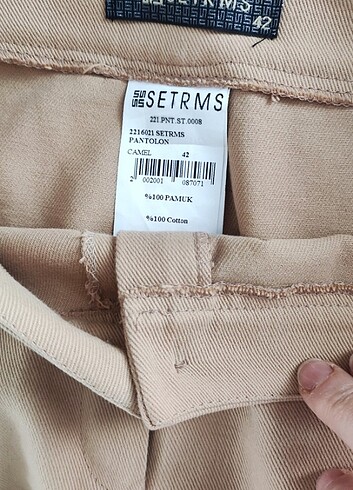 SETRMS
42
SETRMS
221.PNT.ST.0008
2216021 SETRMS
PANTOLON
CAMEL 42
2 002001 087071
%100 PAMUK
%100 Cotton